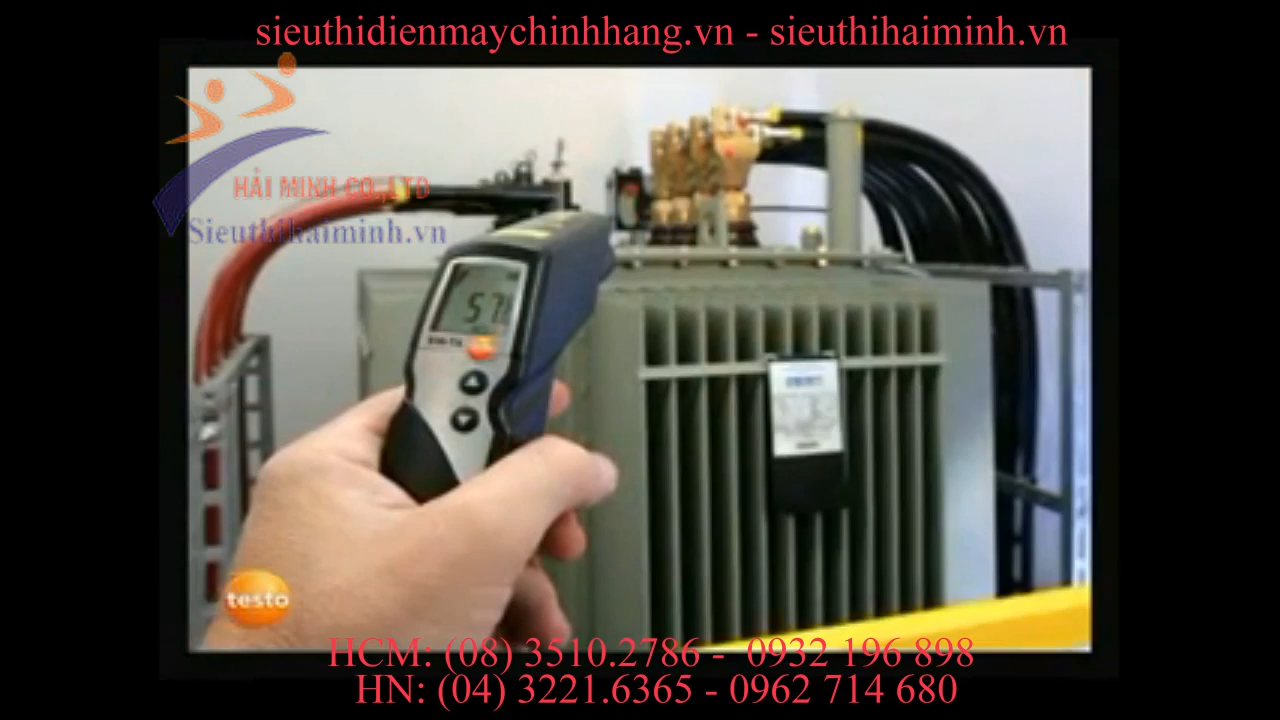 sieuthidienmaychinhhang.vn - sieuthihaiminh.vn
HẢI MINH CO.,LTD
Sieuthihaiminh.vn
testo
HCM: (08) 3510.2786 - 0932 196 898
HN: (04) 3221.6365 - 0962 714 680